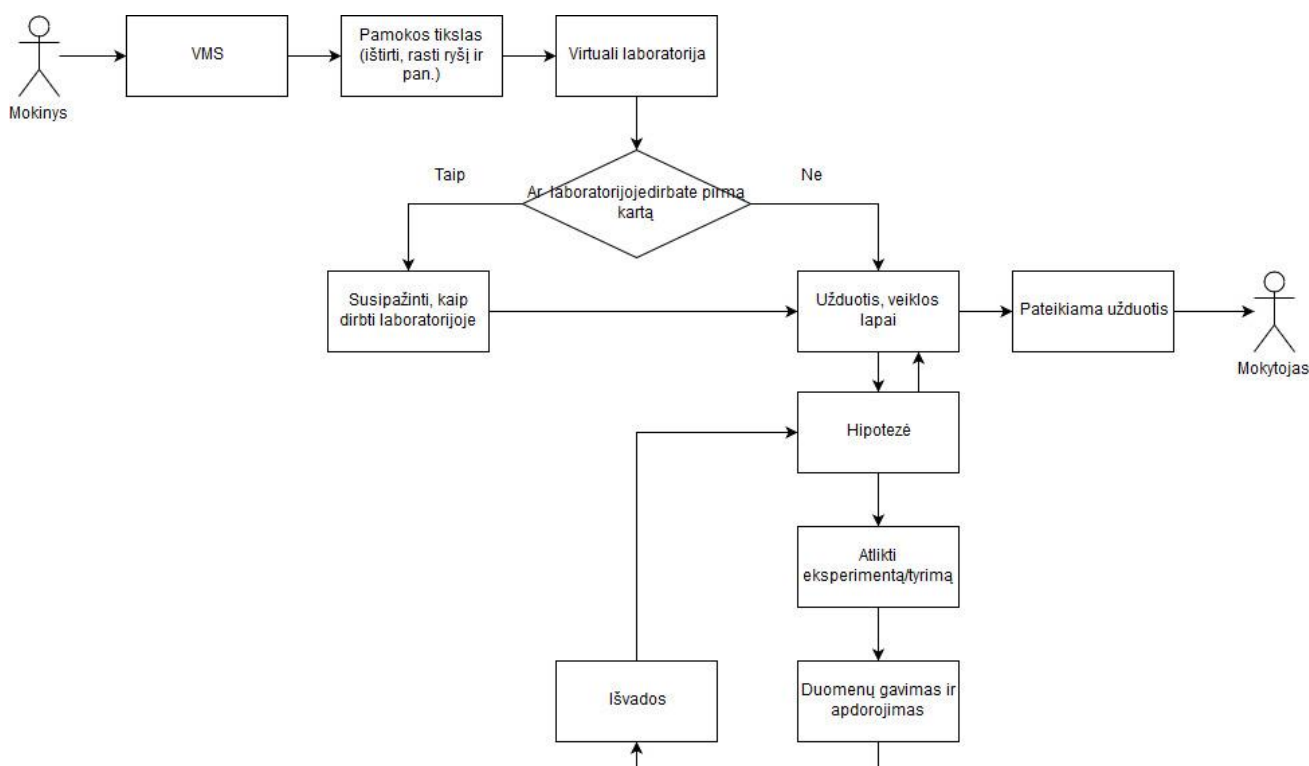 Mokinys
VMS
Pamokos tikslas
(ištirti, rasti ryšį ir
pan.)
Virtuali laboratorija
Taip
Ar laboratorijojedirbate pirmą
kartą
Ne
Susipažinti, kaip
dirbti laboratorijoje
Užduotis, veiklos
lapai
Pateikiama užduotis
Mokytojas
Hipotezė
Atlikti
eksperimentą/tyrimą
Išvados
Duomenų gavimas ir
apdorojimas